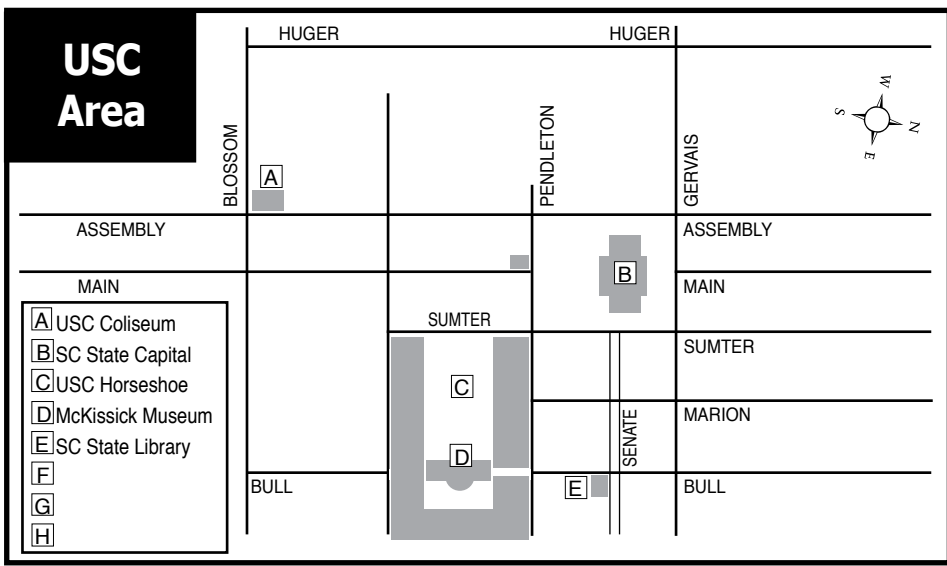 USC
Area
HUGER
HUGER
W
N
S
E
BLOSSOM
PENDLETON
GERVAIS
A
ASSEMBLY
ASSEMBLY
B
MAIN
MAIN
SUMTER
SUMTER
C
MARION
SENATE
D
BULL
E
BULL
A USC Coliseum
B SC State Capital
C USC Horseshoe
D McKissick Museum
E SC State Library
F
G
H